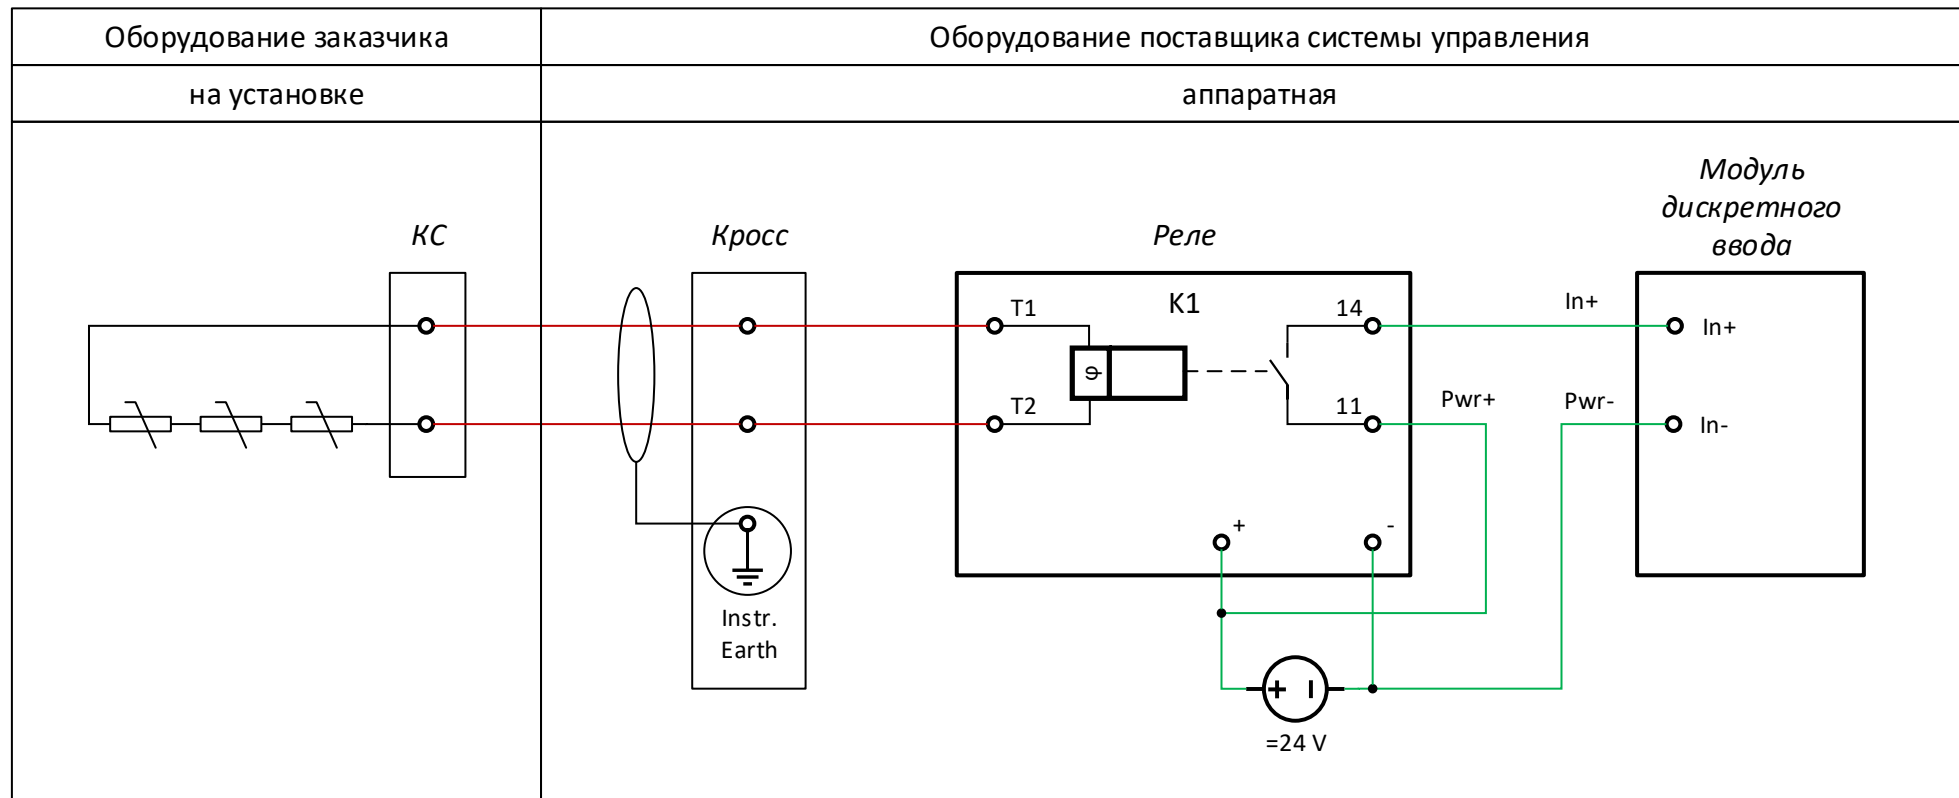 Оборудование заказчика
Оборудование поставщика системы управления
на установке
аппаратная
Модуль
дискретного
ввода
КС
Кросс
Реле
T1
K1
14
In+
In+
φ
T2
11
Pwr+
Pwr-
In-
+
-
Instr.
Earth
=24 V